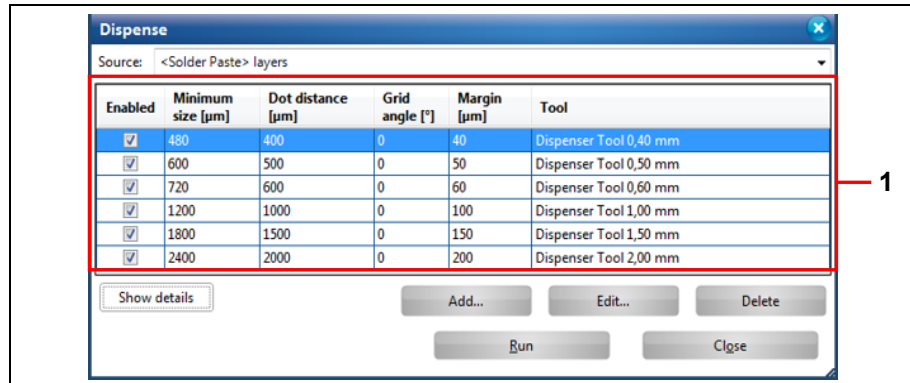 Dispense
Source: <Solder Paste> layers
Enabled Minimum size [µm] Dot distance [µm] Grid angle [°] Margin [µm] Tool
480 400 0 40 Dispenser Tool 0,40 mm
600 500 0 50 Dispenser Tool 0,50 mm
720 600 0 60 Dispenser Tool 0,60 mm
1200 1000 0 100 Dispenser Tool 1,00 mm
1800 1500 0 150 Dispenser Tool 1,50 mm
2400 2000 0 200 Dispenser Tool 2,00 mm
1
Show details Add... Edit... Delete
Run Close